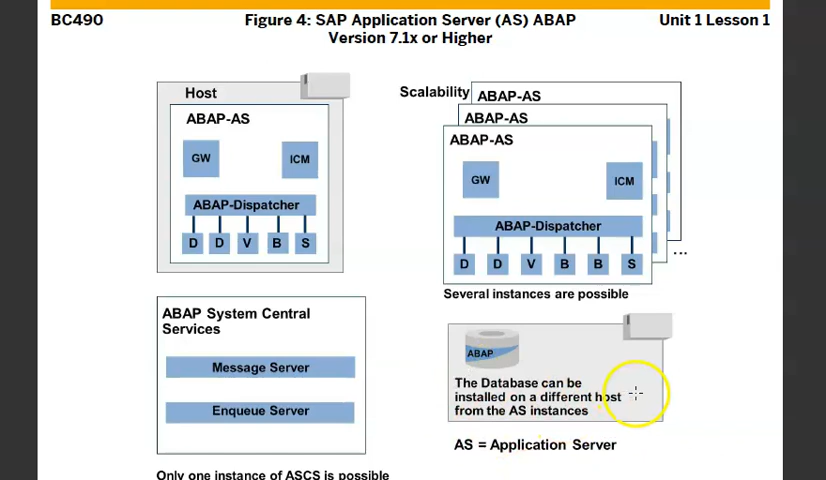 BC490
Figure 4: SAP Application Server (AS) ABAP
Version 7.1x or Higher
Unit 1 Lesson 1
Host
ABAP-AS
GW
ICM
ABAP-Dispatcher
D D V B S
Scalability
ABAP-AS
ABAP-AS
ABAP-AS
GW
ICM
ABAP-Dispatcher
D D V B B S
...
Several instances are possible
ABAP System Central
Services
Message Server
Enqueue Server
Only one instance of ASCS is possible
ABAP
The Database can be
installed on a different host
from the AS instances
AS = Application Server